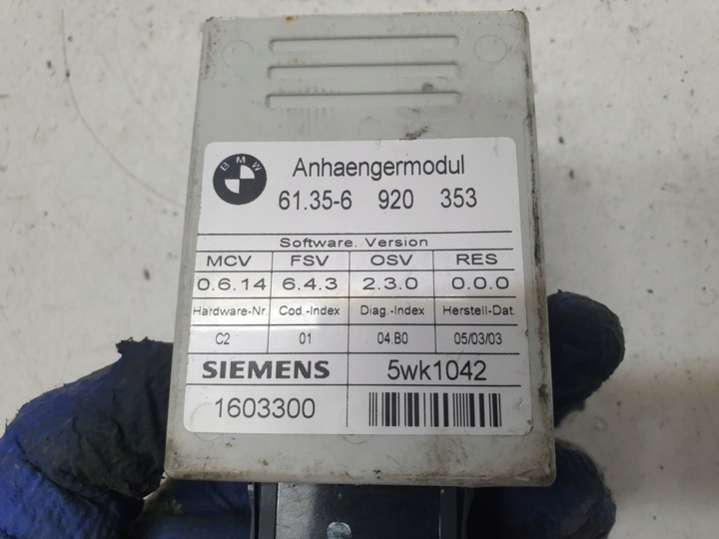 BMW
Anhaengermodul
61.35-6 920 353
Software. Version
MCV FSV OSV RES
0.6.14 6.4.3 2.3.0 0.0.0
Hardware-Nr. Cod.-Index Diag.-Index Herstell-Dat.
C2 01 04.B0 05/03/03
SIEMENS 5wk1042
1603300